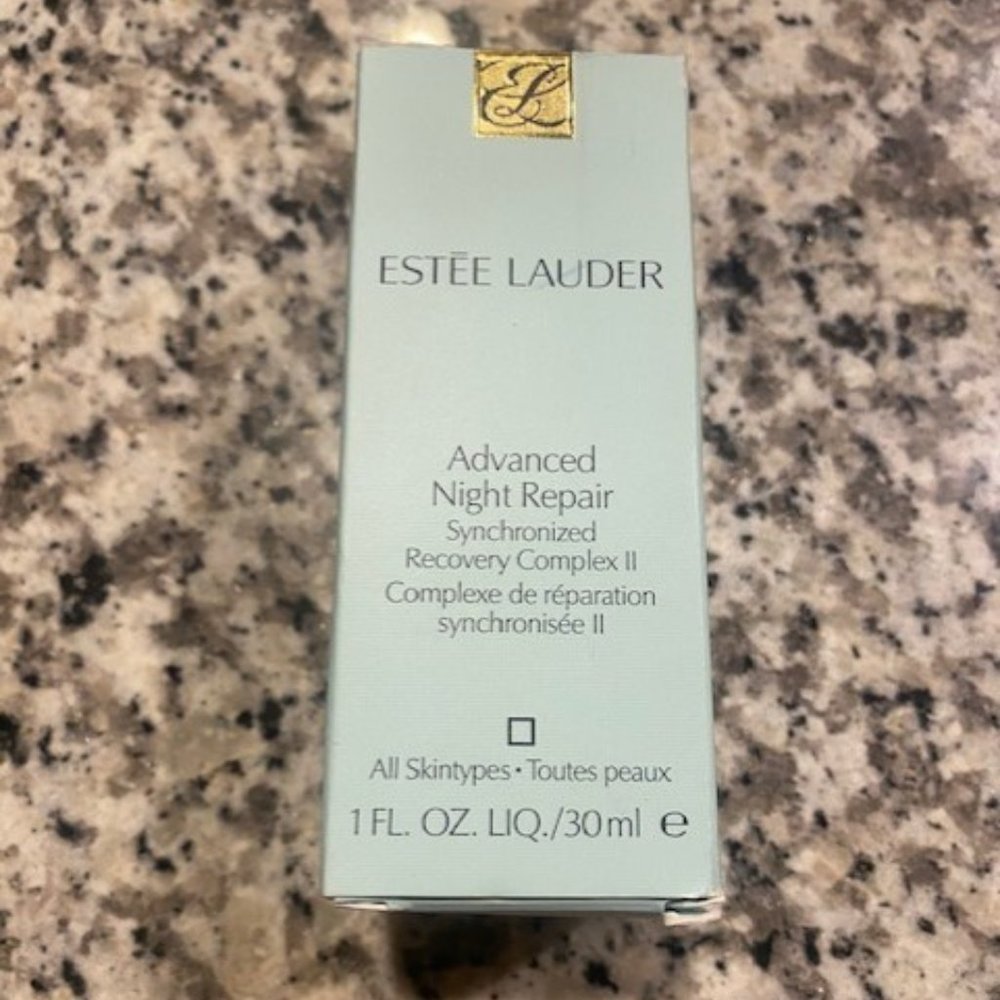 EL
ESTĒE LAUDER
Advanced
Night Repair
Synchronized
Recovery Complex II
Complexe de réparation
synchronisée II
All Skintypes • Toutes peaux
1 FL. OZ. LIQ./30ml ℮